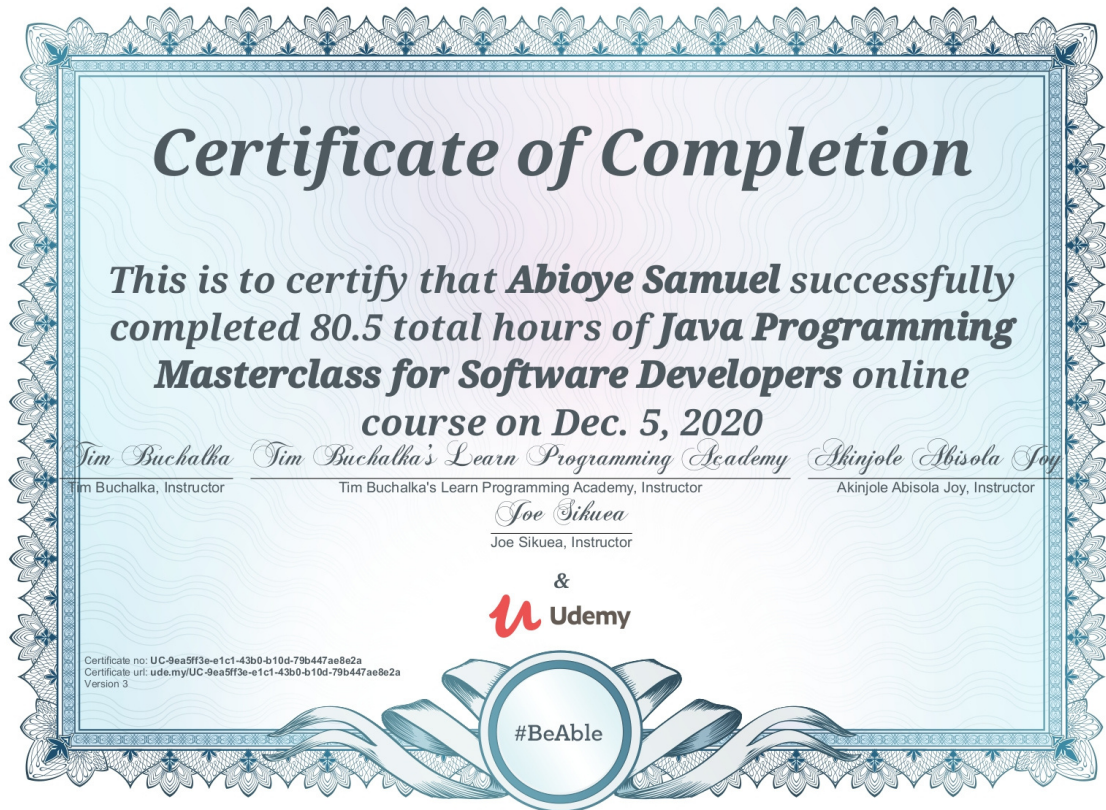 Certificate of Completion
This is to certify that Abioye Samuel successfully
completed 80.5 total hours of Java Programming
Masterclass for Software Developers online
course on Dec. 5, 2020
Tim Buchalka Tim Buchalka's Learn Programming Academy Akinjole Abisola Joy
Tim Buchalka, Instructor Tim Buchalka's Learn Programming Academy, Instructor Akinjole Abisola Joy, Instructor
Joe Sikuea
Joe Sikuea, Instructor
&
Udemy
Certificate no: UC-9ea5ff3e-e1c1-43b0-b10d-79b447ae8e2a
Certificate url: ude.my/UC-9ea5ff3e-e1c1-43b0-b10d-79b447ae8e2a
Version 3
#BeAble